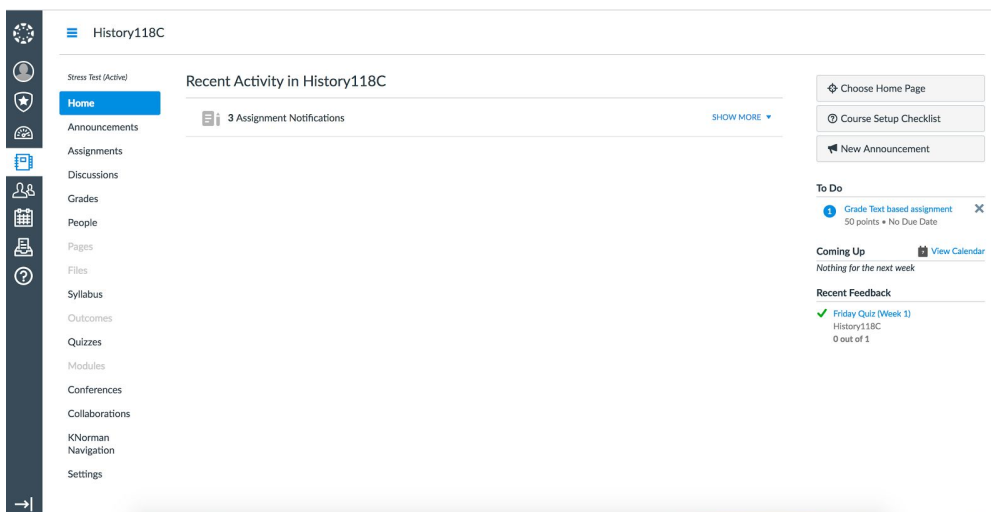 History118C
Stress Test (Active)
Home
Announcements
Assignments
Discussions
Grades
People
Pages
Files
Syllabus
Outcomes
Quizzes
Modules
Conferences
Collaborations
KNorman
Navigation
Settings
Recent Activity in History118C
3 Assignment Notifications SHOW MORE
Choose Home Page
Course Setup Checklist
New Announcement
To Do
1 Grade Text based assignment
50 points • No Due Date
Coming Up View Calendar
Nothing for the next week
Recent Feedback
Friday Quiz (Week 1)
History118C
0 out of 1